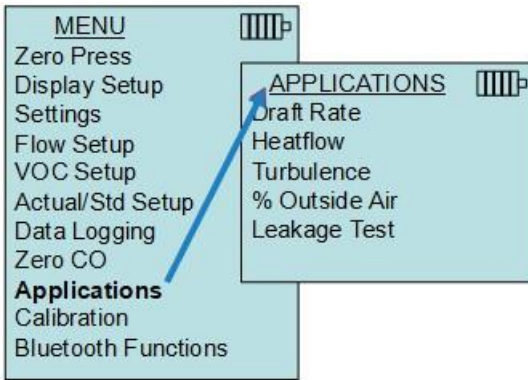 MENU
Zero Press
Display Setup
Settings
Flow Setup
VOC Setup
Actual/Std Setup
Data Logging
Zero CO
Applications
Calibration
Bluetooth Functions
APPLICATIONS
Draft Rate
Heatflow
Turbulence
% Outside Air
Leakage Test